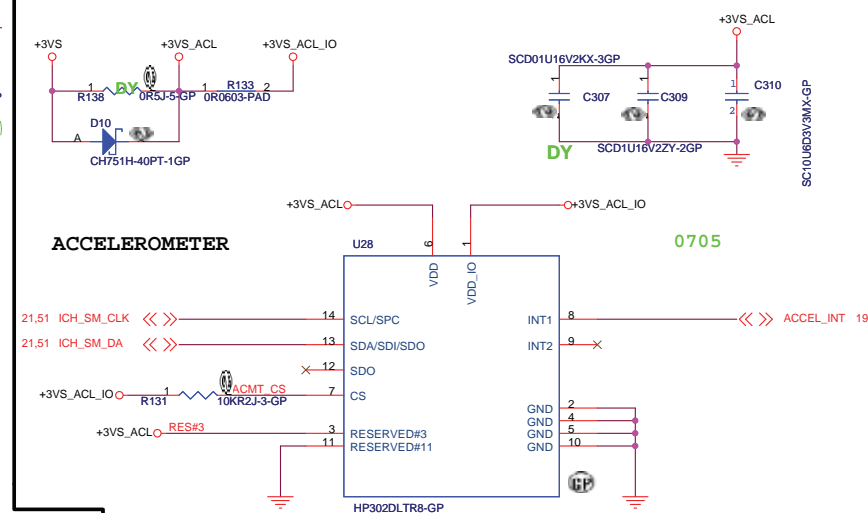 +3VS
+3VS_ACL
+3VS_ACL_IO
1
R138
DY
0R5J-5-GP
1
R133
2
0R0603-PAD
D10
A
CH751H-40PT-1GP
+3VS_ACL
SCD01U16V2KX-3GP
1
C307
1
C309
1
2
C310
SC10U6D3V3MX-GP
DY
SCD1U16V2ZY-2GP
+3VS_ACL
+3VS_ACL_IO
ACCELEROMETER
0705
U28
6
VDD
1
VDD_IO
21,51 ICH_SM_CLK
14
SCL/SPC
INT1
8
ACCEL_INT 19
21,51 ICH_SM_DA
13
SDA/SDI/SDO
INT2
9
12
SDO
+3VS_ACL_IO
1
R131
ACMT_CS
10KR2J-3-GP
7
CS
+3VS_ACL
RES#3
3
RESERVED#3
11
RESERVED#11
GND
2
GND
4
GND
5
GND
10
GP
HP302DLTR8-GP